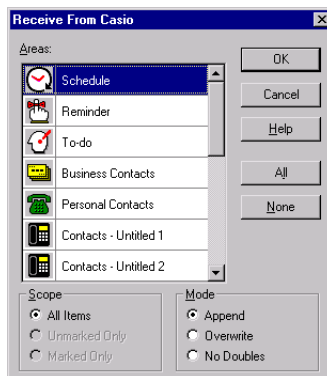 Receive From Casio
Areas:
Schedule
Reminder
To-do
Business Contacts
Personal Contacts
Contacts - Untitled 1
Contacts - Untitled 2
OK
Cancel
Help
All
None
Scope
All Items
Unmarked Only
Marked Only
Mode
Append
Overwrite
No Doubles